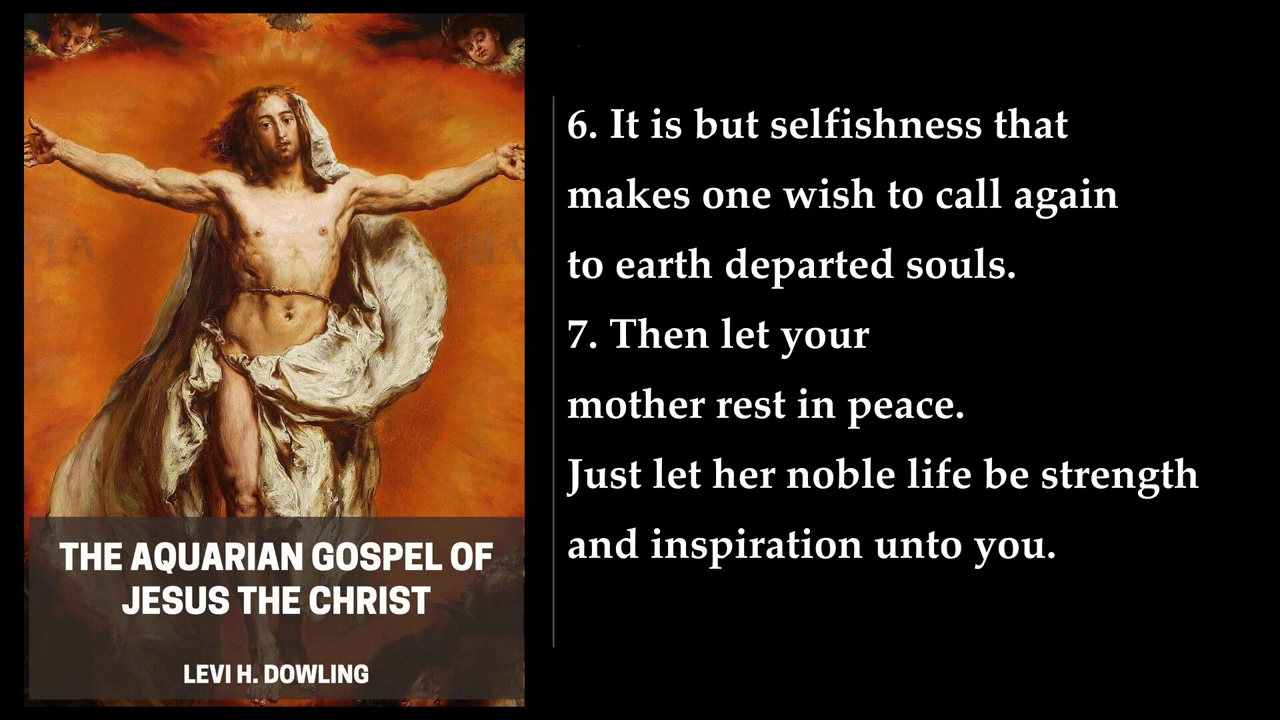 THE AQUARIAN GOSPEL OF
JESUS THE CHRIST
LEVI H. DOWLING
6. It is but selfishness that
makes one wish to call again
to earth departed souls.
7. Then let your
mother rest in peace.
Just let her noble life be strength
and inspiration unto you.